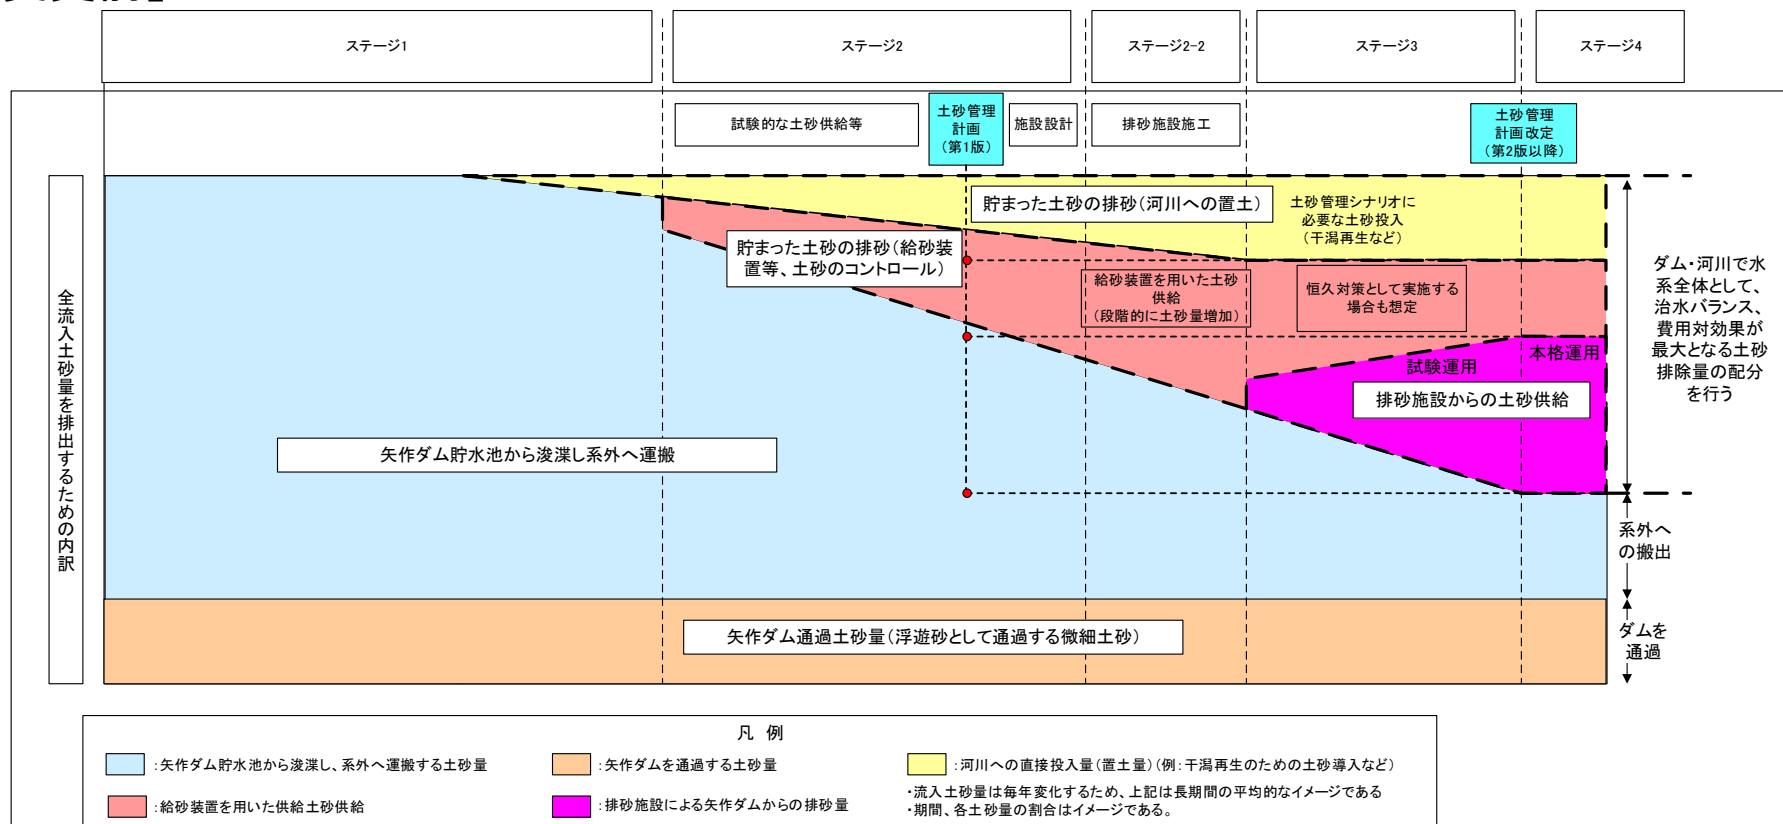 ステージ1
ステージ2
ステージ2-2
ステージ3
ステージ4
試験的な土砂供給等
土砂管理
計画
(第1版)
施設設計
排砂施設施工
土砂管理
計画改定
(第2版以降)
全流入土砂量を排出するための内訳
貯まった土砂の排砂(河川への置土)
土砂管理シナリオに
必要な土砂投入
(干潟再生など)
貯まった土砂の排砂(給砂装
置等、土砂のコントロール)
給砂装置を用いた土砂
供給
(段階的に土砂量増加)
恒久対策として実施する
場合も想定
試験運用
本格運用
排砂施設からの土砂供給
矢作ダム貯水池から浚渫し系外へ運搬
矢作ダム通過土砂量(浮遊砂として通過する微細土砂)
ダム・河川で水
系全体として、
治水バランス、
費用対効果が
最大となる土砂
排除量の配分
を行う
系外へ
の搬出
ダムを
通過
凡 例
:矢作ダム貯水池から浚渫し、系外へ運搬する土砂量
:矢作ダムを通過する土砂量
:河川への直接投入量(置土量)(例:干潟再生のための土砂導入など)
:給砂装置を用いた供給土砂供給
:排砂施設による矢作ダムからの排砂量
・流入土砂量は毎年変化するため、上記は長期間の平均的なイメージである
・期間、各土砂量の割合はイメージである。